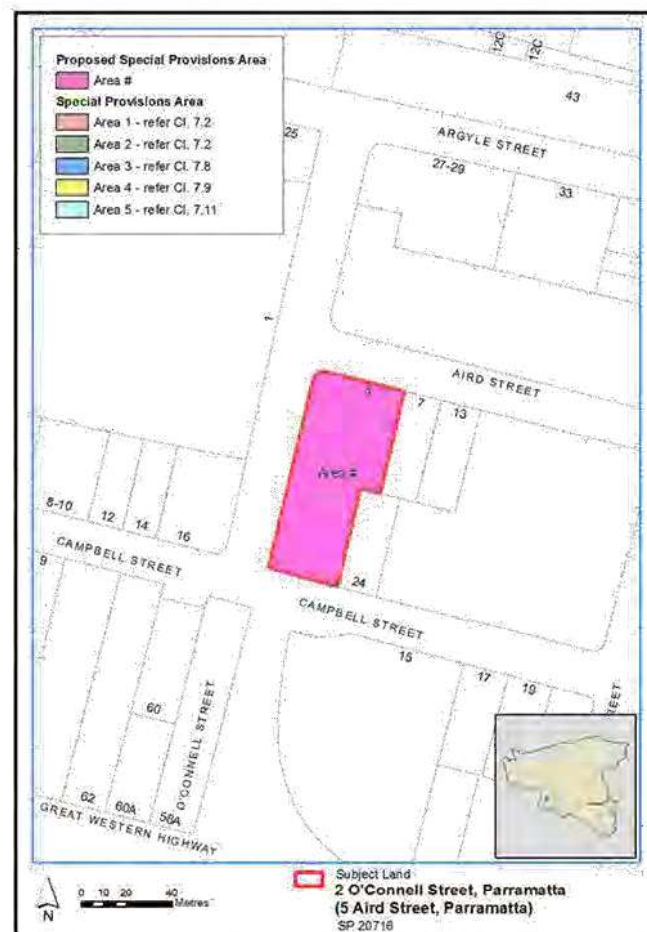 Proposed Special Provisions Area
Area #
Special Provisions Area
Area 1 - refer Cl. 7.2
Area 2 - refer Cl. 7.2
Area 3 - refer Cl. 7.8
Area 4 - refer Cl. 7.9
Area 5 - refer Cl. 7.11
12C
12C
43
ARGYLE STREET
25
27-29
33
1
AIRD STREET
7
13
Area #
8-10
12
14
16
CAMPBELL STREET
9
24
CAMPBELL STREET
15
17
19
60
O'CONNELL STREET
62
60A
58A
GREAT WESTERN HIGHWAY
N
0 10 20 40
Metres
Subject Land
2 O'Connell Street, Parramatta
(5 Aird Street, Parramatta)
SP 20716